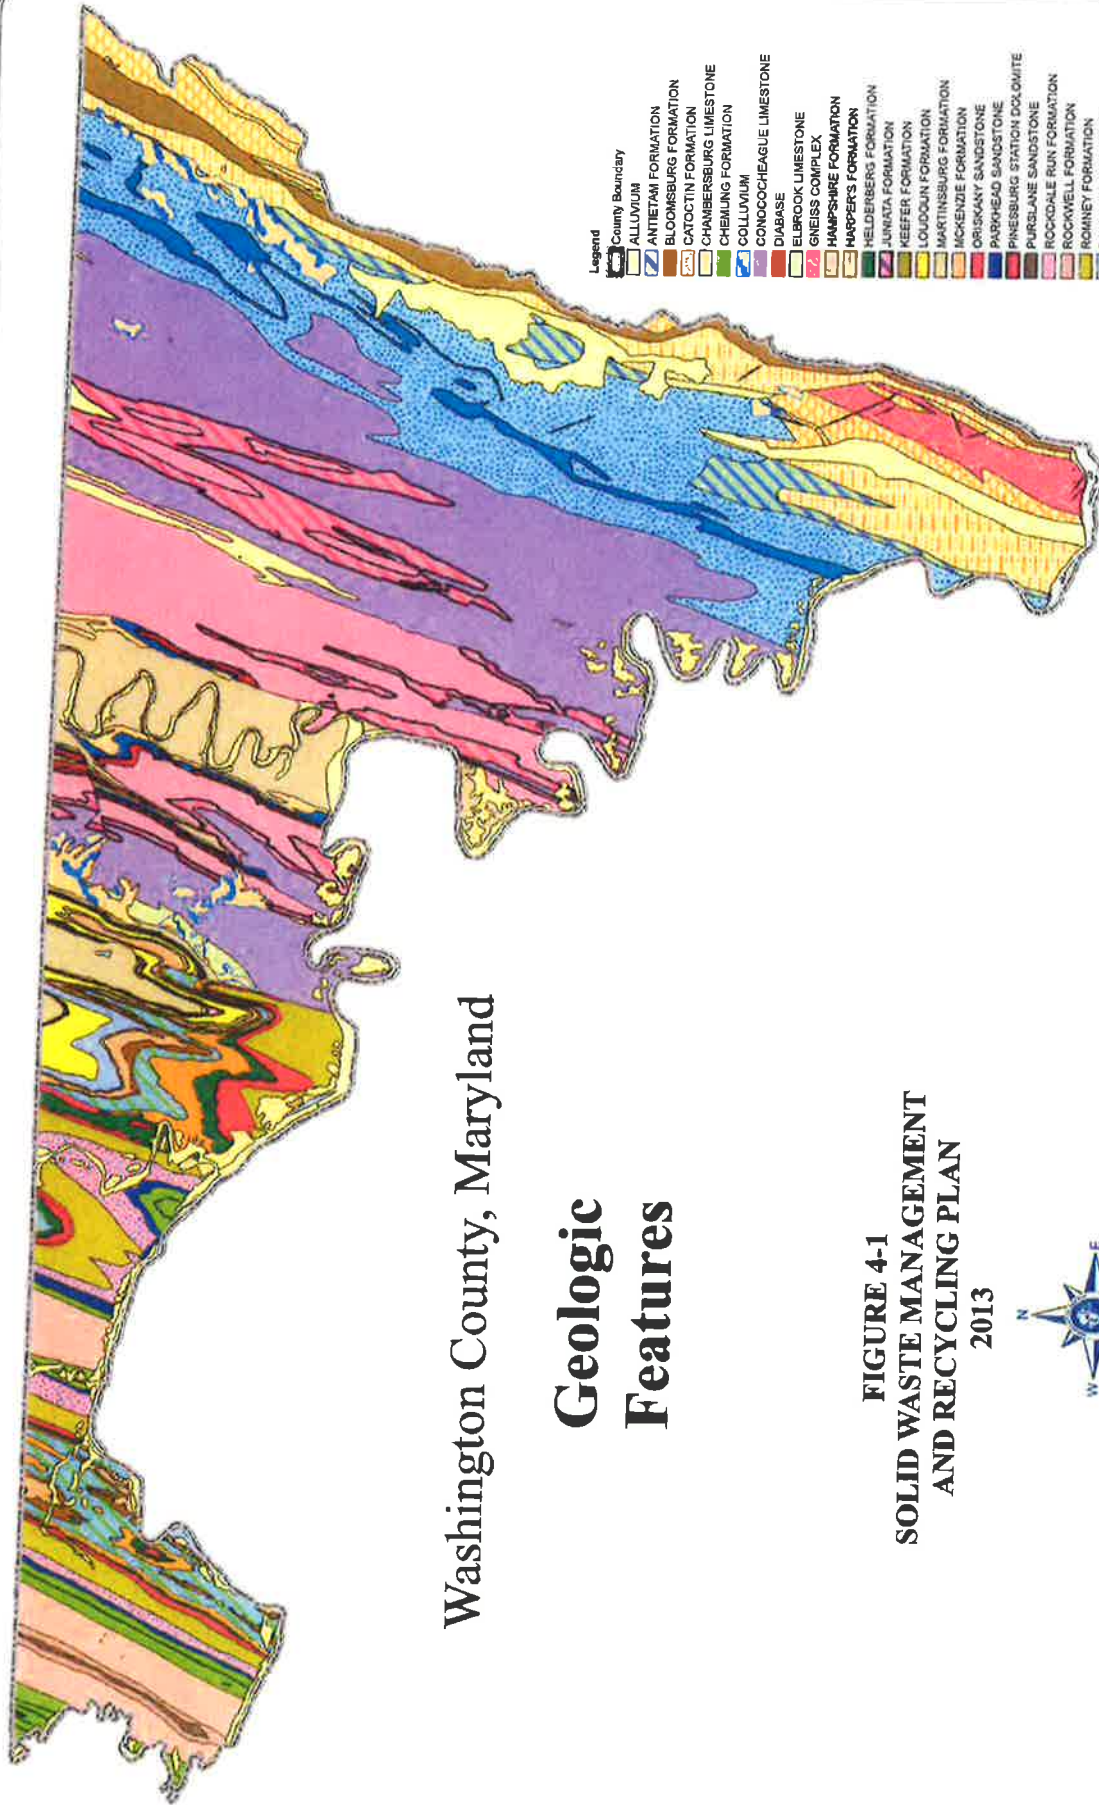 Washington County, Maryland
Geologic
Features
FIGURE 4-1
SOLID WASTE MANAGEMENT
AND RECYCLING PLAN
2013
N
W
E
Legend
County Boundary
ALLUVIUM
ANTIETAM FORMATION
BLOOMSBURG FORMATION
CATOCTIN FORMATION
CHAMBERSBURG LIMESTONE
CHEMUNG FORMATION
COLLUVIUM
CONOCOCHEAGUE LIMESTONE
DIABASE
ELBROOK LIMESTONE
GNEISS COMPLEX
HAMPSHIRE FORMATION
HARPERS FORMATION
HELDERBERG FORMATION
JUNIATA FORMATION
KEEFER FORMATION
LOUDOUN FORMATION
MARTINSBURG FORMATION
MCKENZIE FORMATION
ORISKANY SANDSTONE
PARKHEAD SANDSTONE
PINESBURG STATION DOLOMITE
PURSLANE SANDSTONE
ROCKDALE RUN FORMATION
ROCKWELL FORMATION
ROMNEY FORMATION